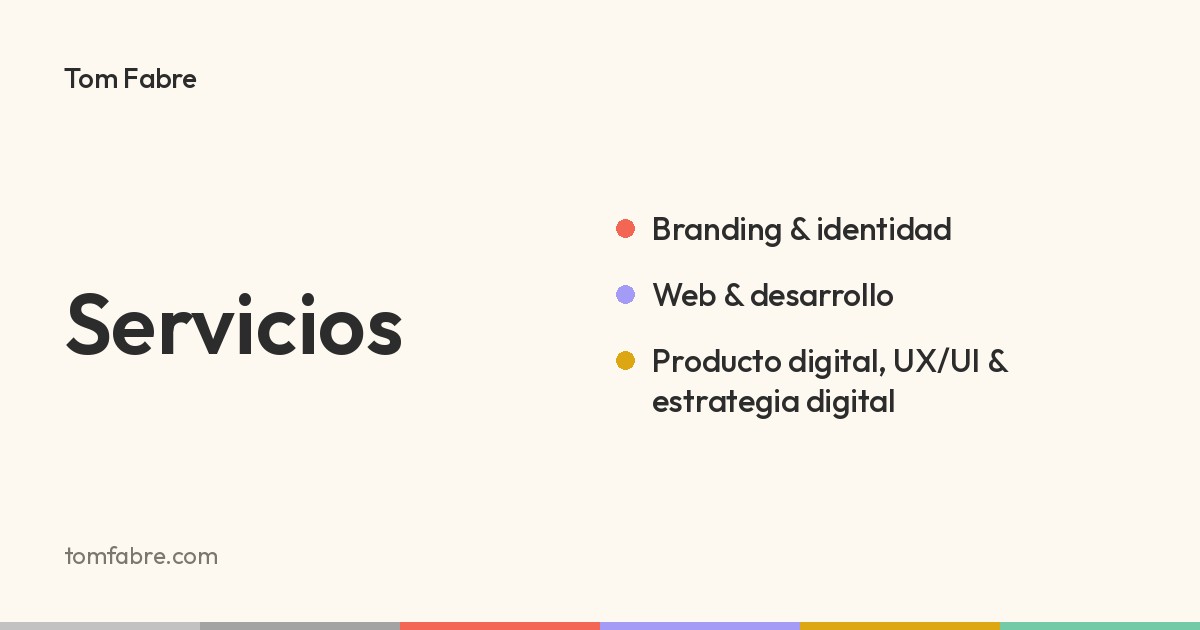 Tom Fabre
Servicios
Branding & identidad
Web & desarrollo
Producto digital, UX/UI &
estrategia digital
tomfabre.com